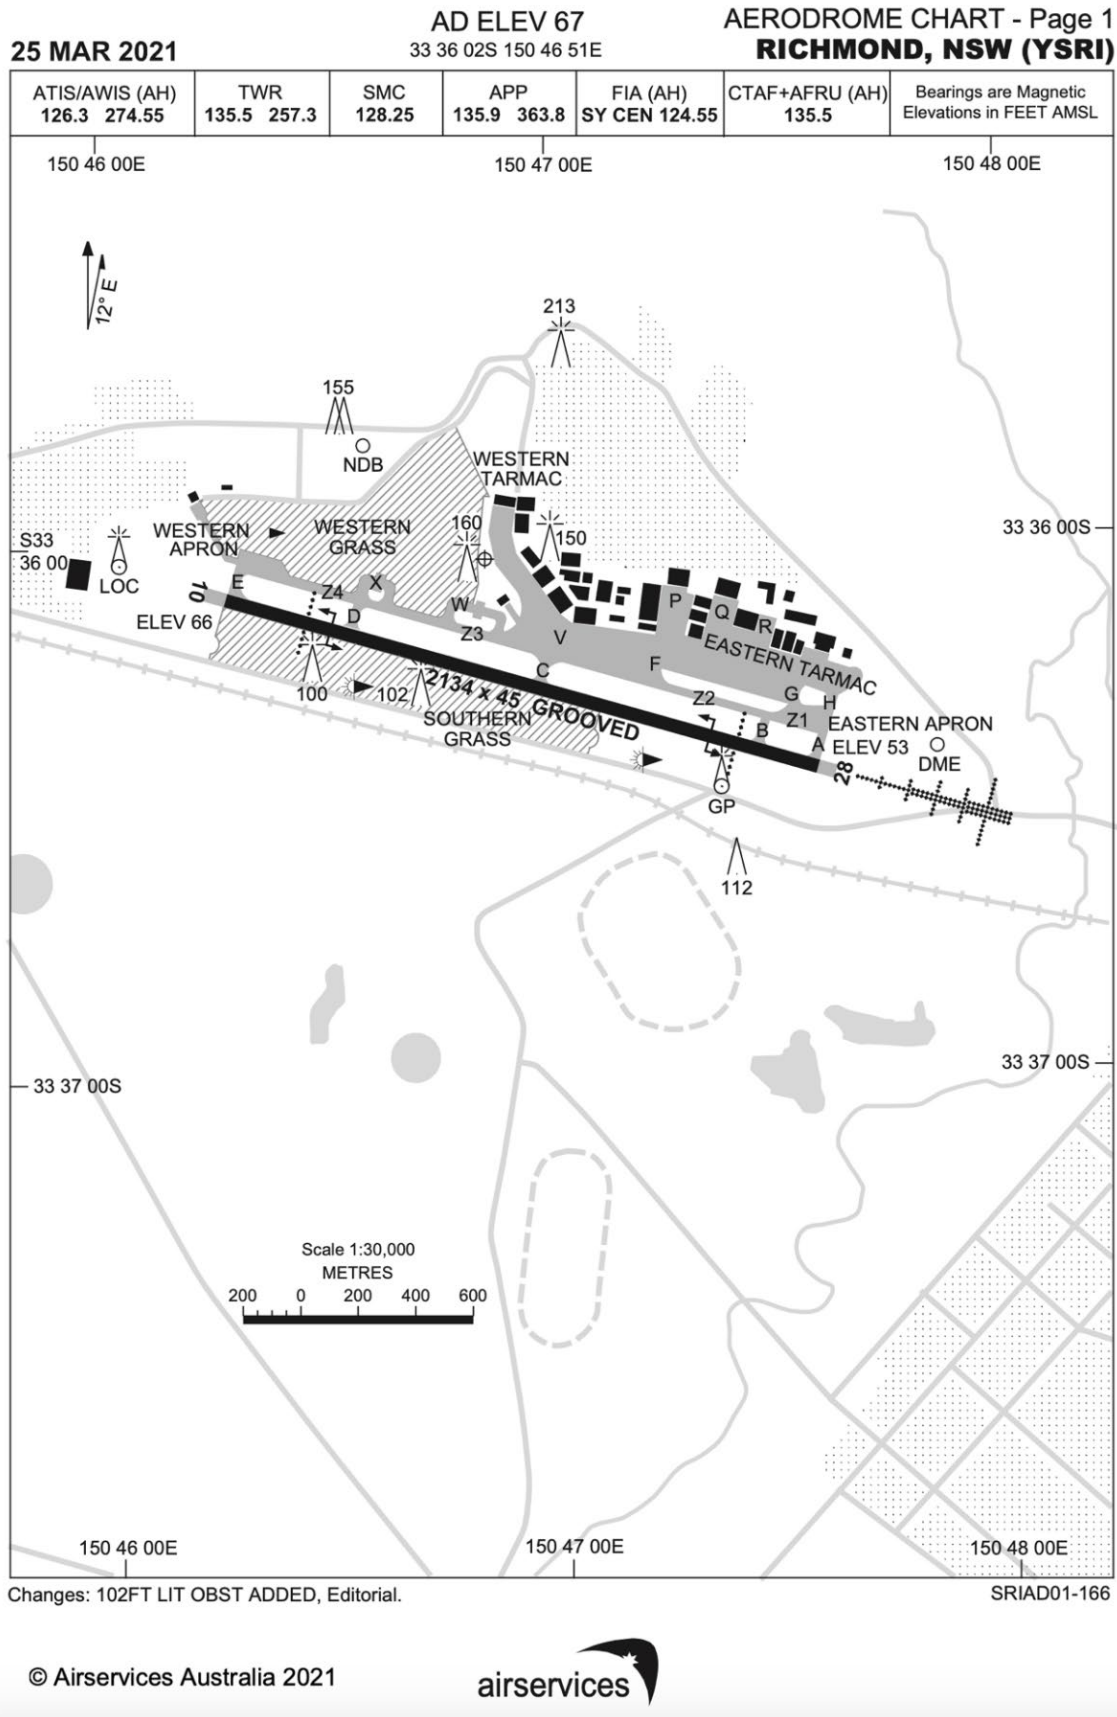 AD ELEV 67
AERODROME CHART - Page 1
25 MAR 2021
33 36 02S 150 46 51E
RICHMOND, NSW (YSRI)
ATIS/AWIS (AH)
126.3 274.55
TWR
135.5 257.3
SMC
128.25
APP
135.9 363.8
FIA (AH)
SY CEN 124.55
CTAF+AFRU (AH)
135.5
Bearings are Magnetic
Elevations in FEET AMSL
150 46 00E
150 47 00E
150 48 00E
12° E
213
155
NDB
WESTERN
TARMAC
WESTERN
APRON
WESTERN
GRASS
160
150
33 36 00S
S33
36 00
LOC
E
Z4
X
D
W
Z3
V
P
Q
R
10
ELEV 66
EASTERN TARMAC
C
F
G
H
100
102
2134 x 45 GROOVED
Z2
Z1
SOUTHERN
GRASS
B
A
EASTERN APRON
ELEV 53
28
DME
GP
112
33 37 00S
33 37 00S
Scale 1:30,000
METRES
200 0 200 400 600
150 46 00E
150 47 00E
150 48 00E
Changes: 102FT LIT OBST ADDED, Editorial.
SRIAD01-166
© Airservices Australia 2021
airservices